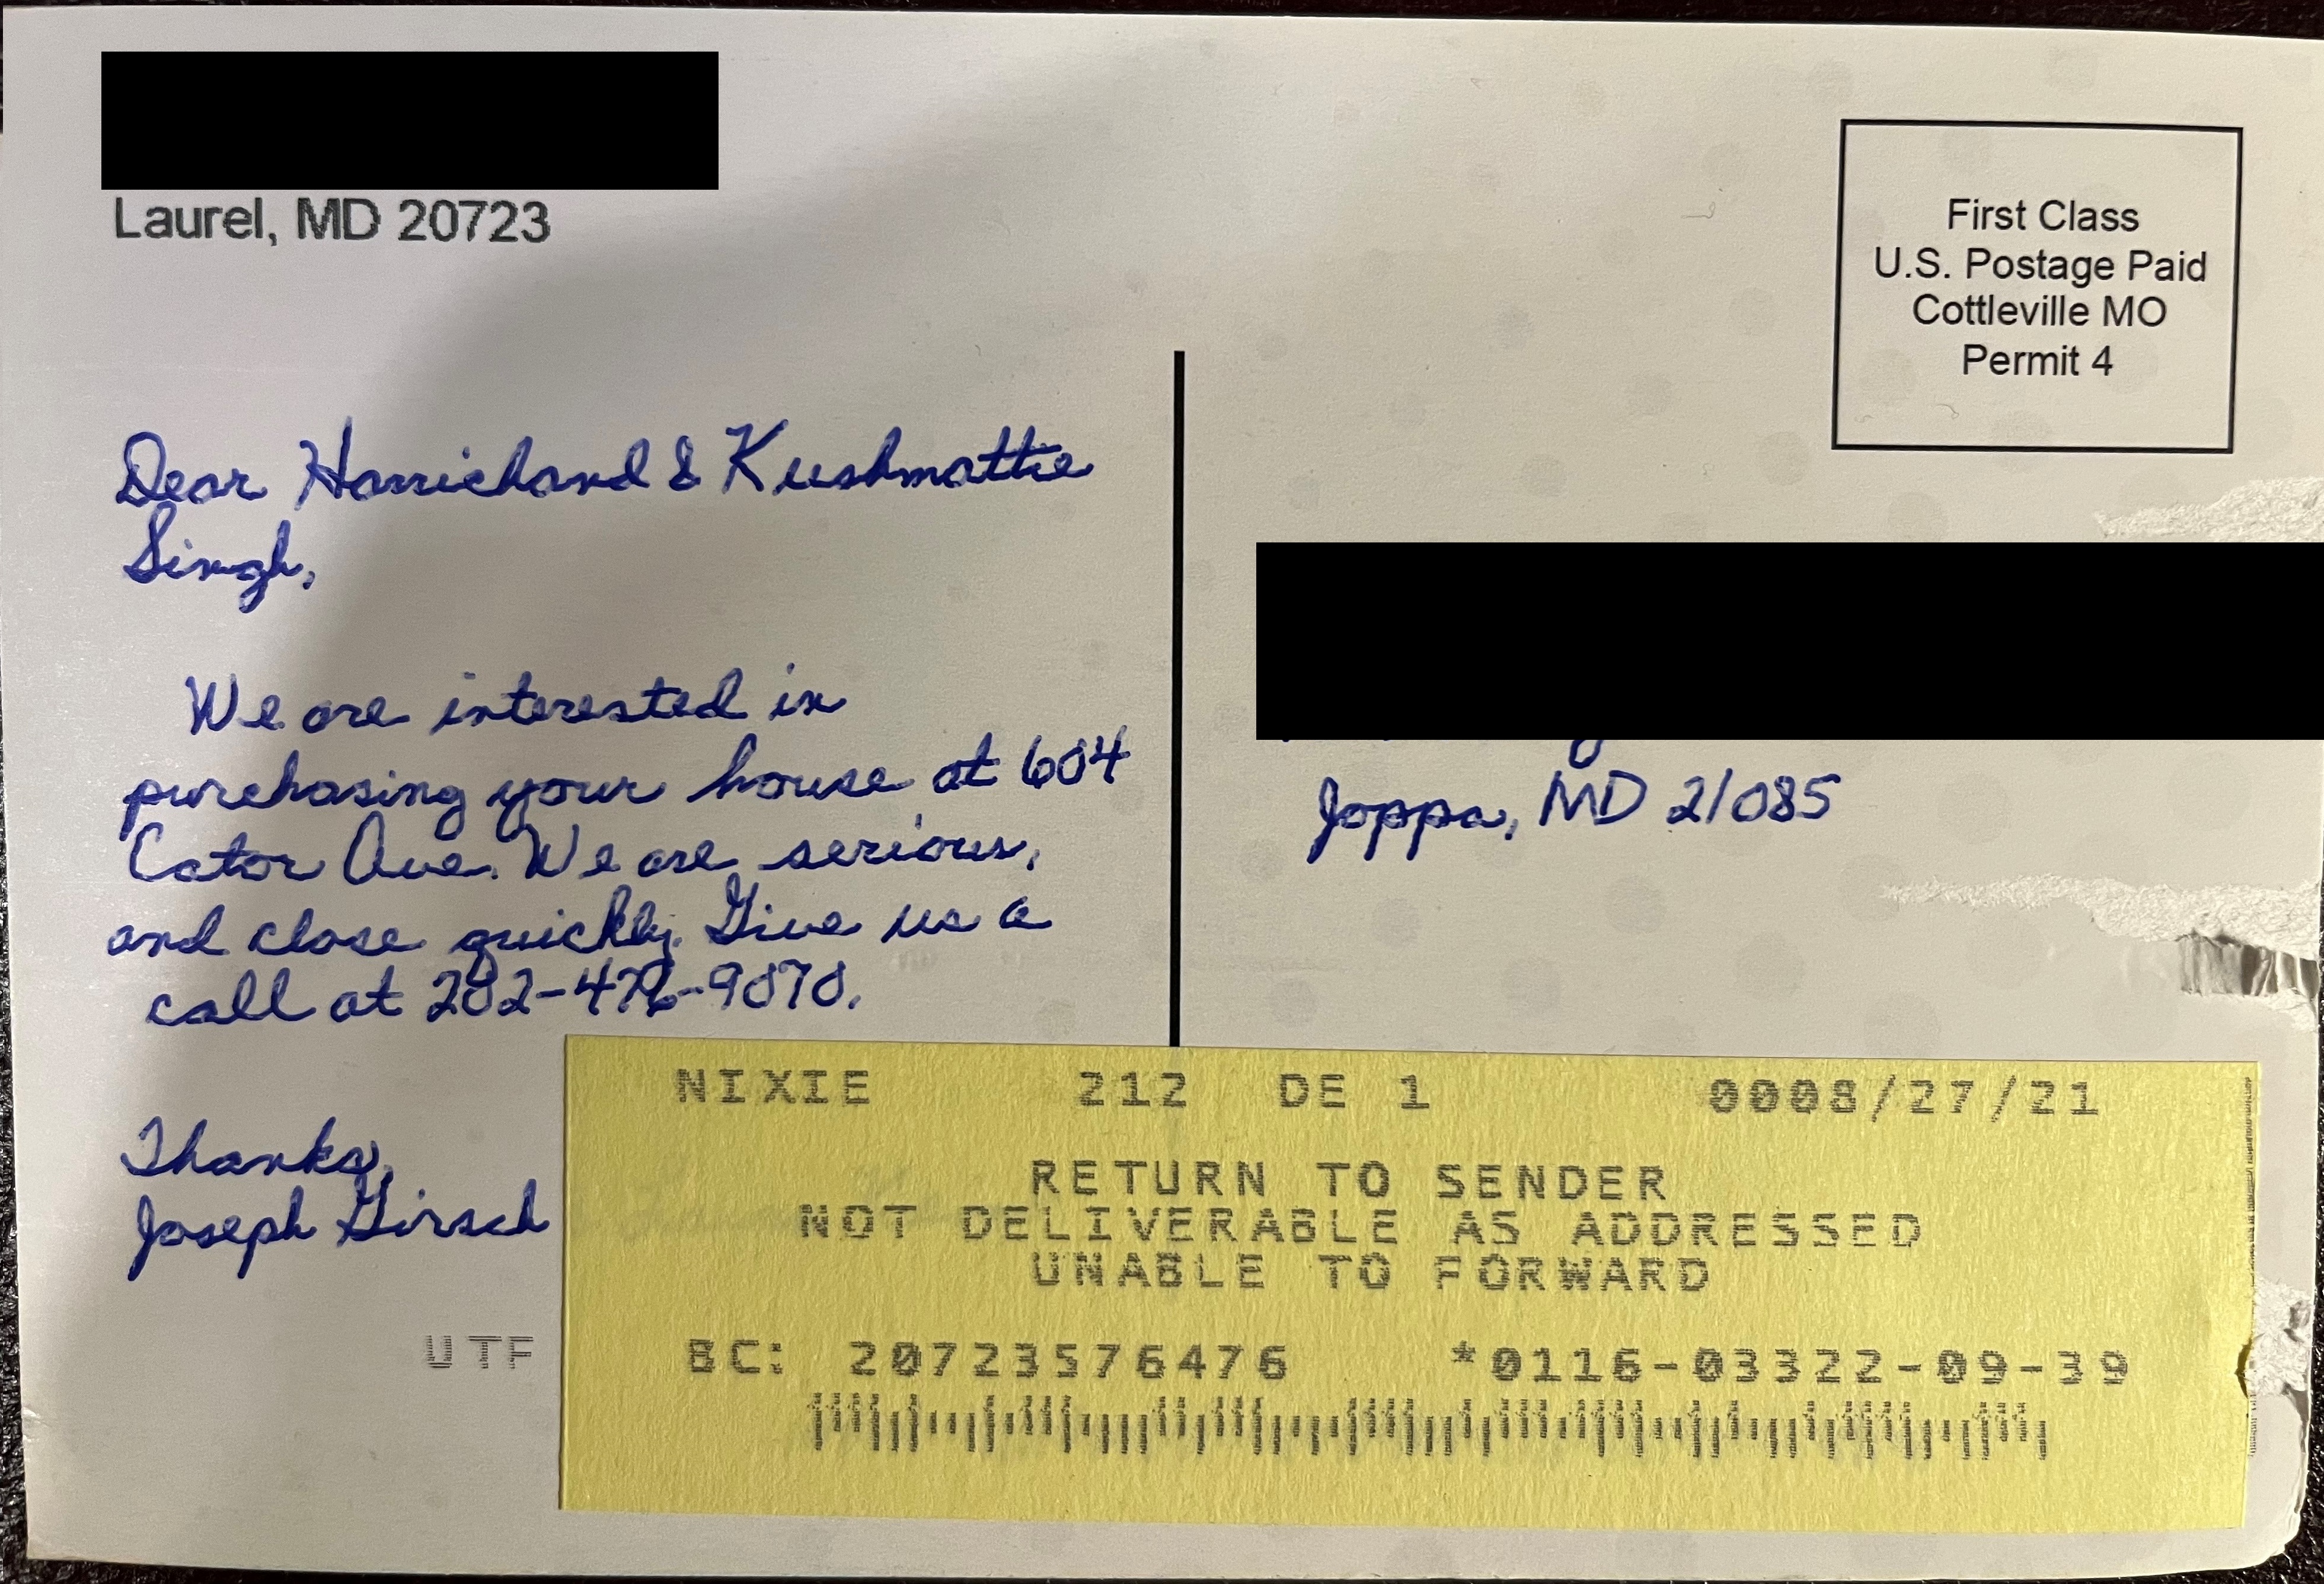 Laurel, MD 20723
First Class
U.S. Postage Paid
Cottleville MO
Permit 4
Dear Harrichand & Kushmattie
Singh,
We are interested in
purchasing your house at 604
Cator Ave. We are serious,
and close quickly. Give us a
call at 202-476-9070.
Thanks,
Joseph Girsch
Joppa, MD 21085
NIXIE 212 DE 1 0008/27/21
RETURN TO SENDER
NOT DELIVERABLE AS ADDRESSED
UNABLE TO FORWARD
UTF
BC: 20723576476 *0116-03322-09-39